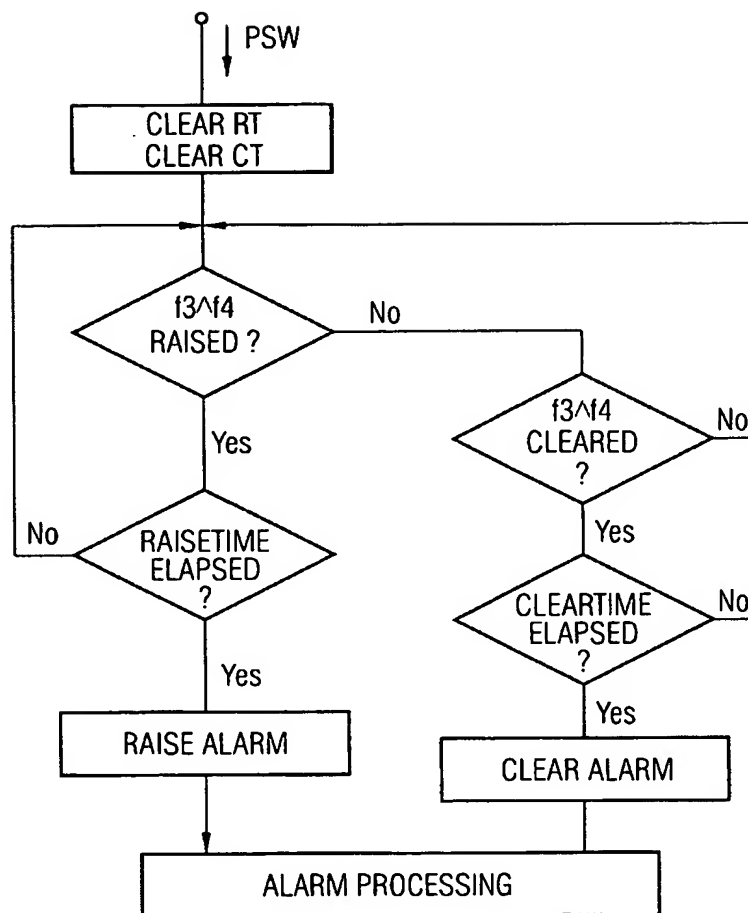 PSW
CLEAR RT
CLEAR CT
f3∧f4
RAISED ?
No
Yes
f3∧f4
CLEARED
?
No
Yes
No
RAISETIME
ELAPSED
?
CLEARTIME
ELAPSED
?
No
Yes
Yes
RAISE ALARM
CLEAR ALARM
ALARM PROCESSING